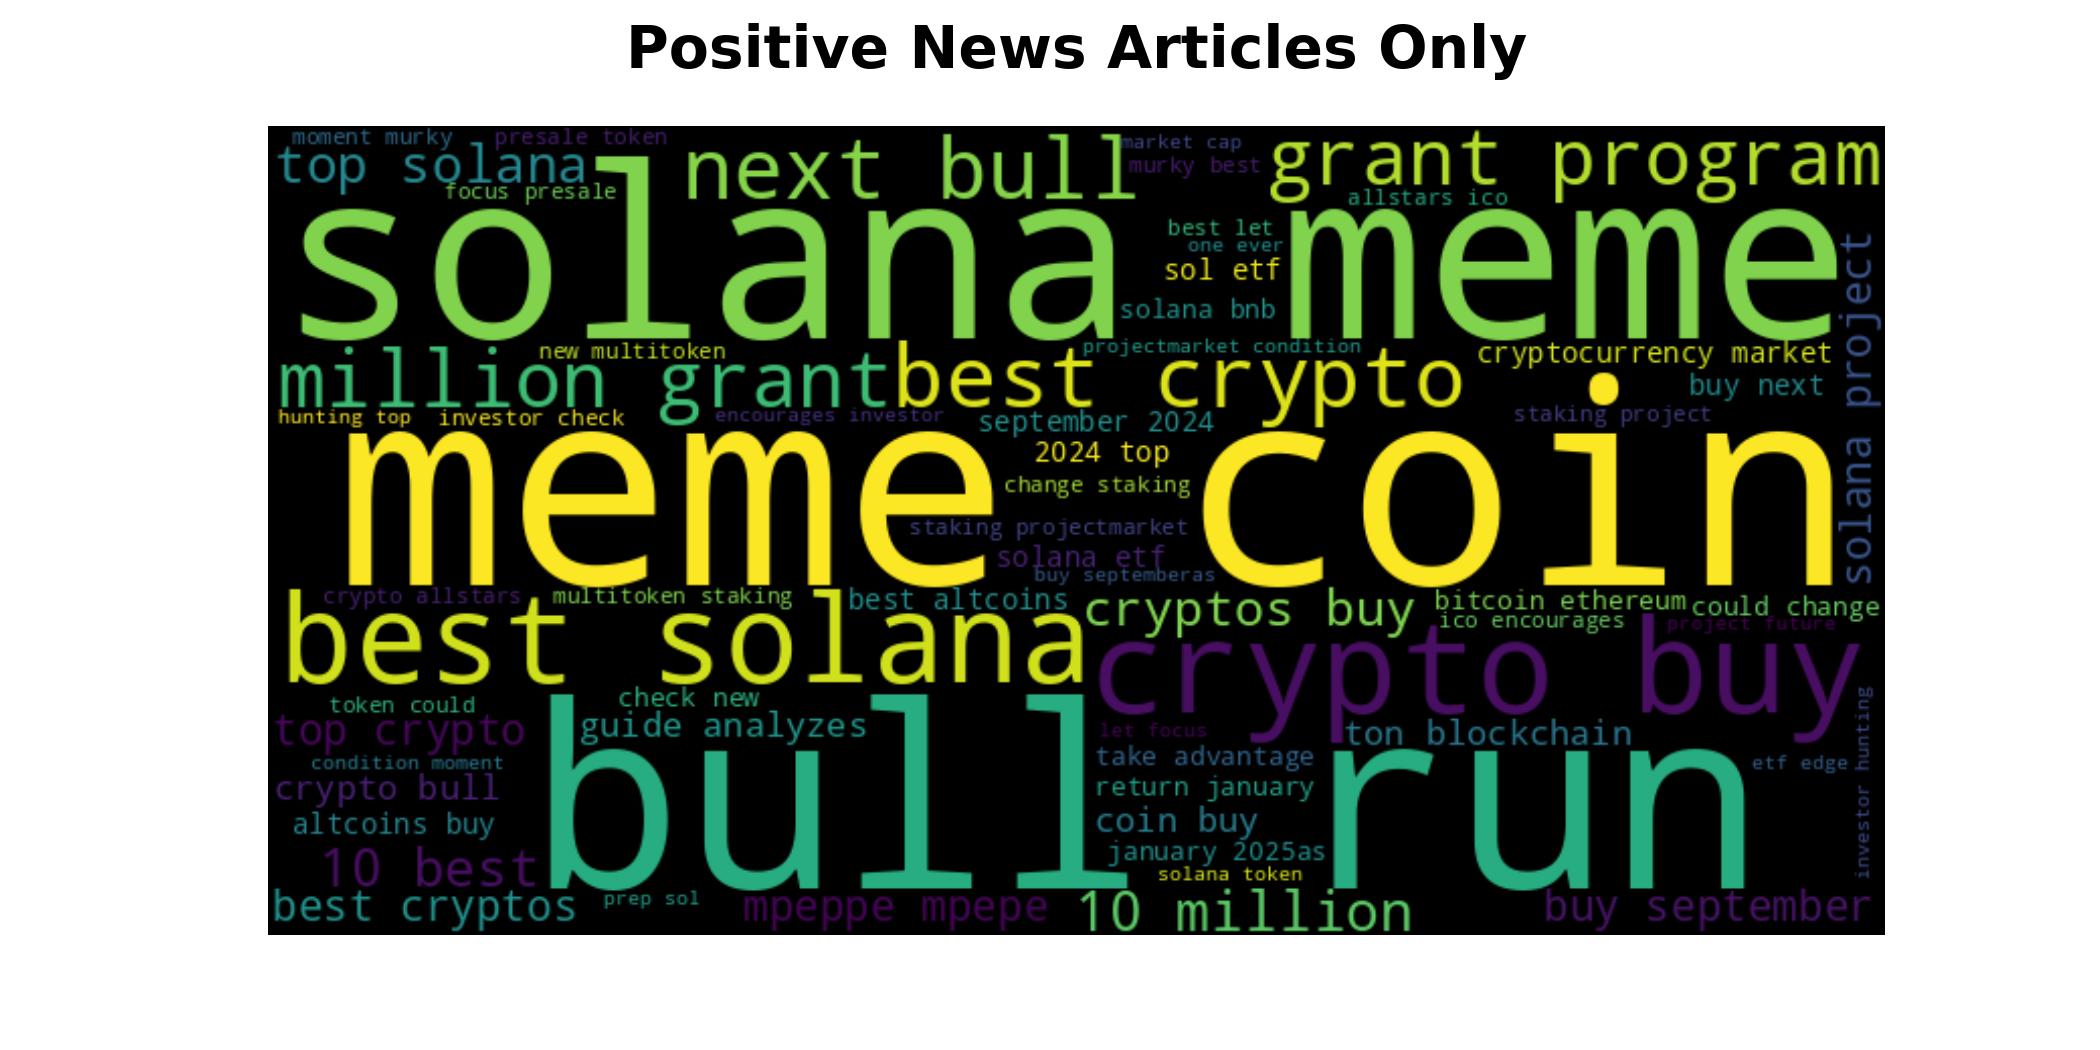 Positive News Articles Only
moment murky
presale token
market cap
top solana
next bull
murky best
grant program
focus presale
allstars ico
solana meme
best let
one ever
sol etf
solana bnb
solana project
new multitoken
projectmarket condition
cryptocurrency market
million grant
best crypto
buy next
hunting top
investor check
encourages investor
september 2024
staking project
meme coin
2024 top
change staking
staking projectmarket
solana etf
buy septemberas
crypto allstars
multitoken staking
best altcoins
cryptos buy
bitcoin ethereum
could change
ico encourages
project future
best solana
crypto buy
token could
check new
top crypto
guide analyzes
let focus
ton blockchain
investor hunting
condition moment
take advantage
etf edge
crypto bull
return january
bull run
altcoins buy
coin buy
january 2025as
10 best
solana token
best cryptos
prep sol
mpeppe mpepe
10 million
buy september